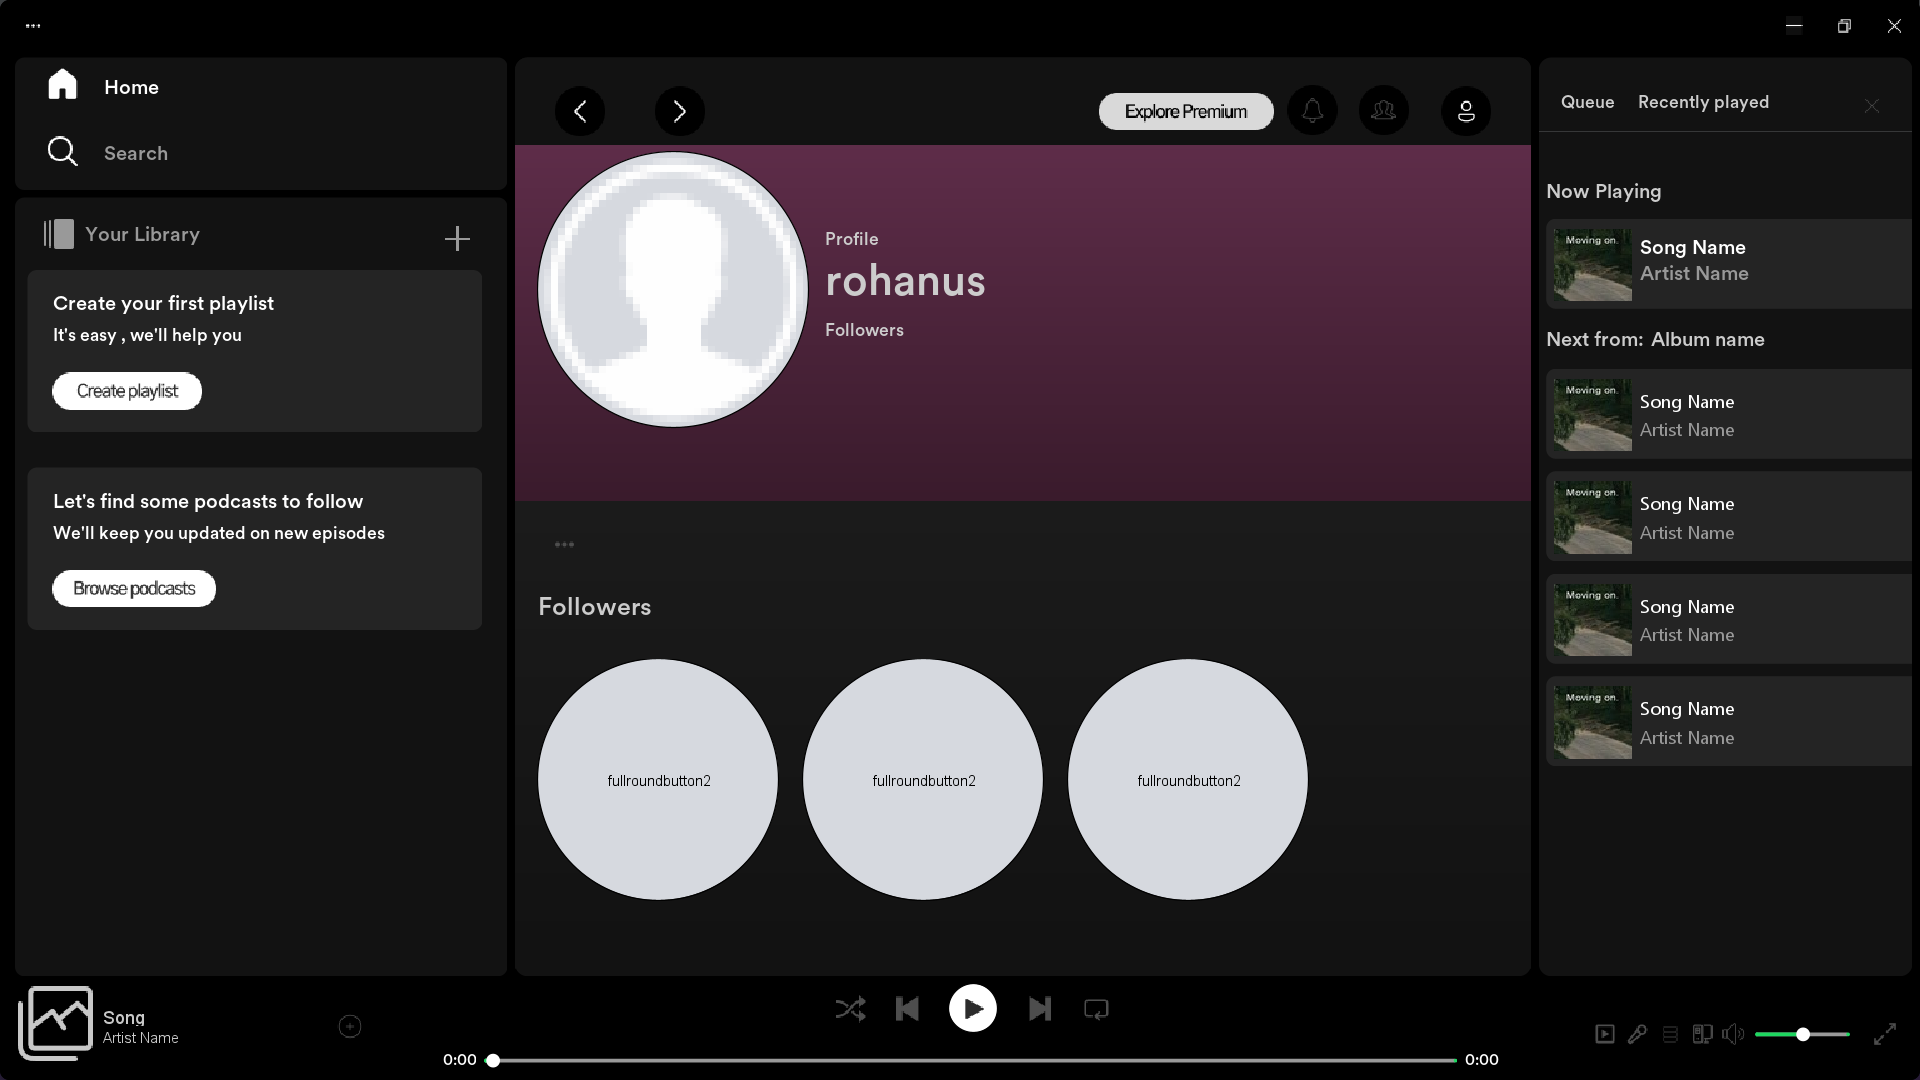 Home
Search
Your Library
Create your first playlist
It's easy , we'll help you
Create playlist
Let's find some podcasts to follow
We'll keep you updated on new episodes
Browse podcasts
Explore Premium
Profile
rohanus
Followers
Followers
fullroundbutton2
fullroundbutton2
fullroundbutton2
Queue
Recently played
Now Playing
Moving on.
Song Name
Artist Name
Next from: Album name
Moving on.
Song Name
Artist Name
Moving on.
Song Name
Artist Name
Moving on.
Song Name
Artist Name
Moving on.
Song Name
Artist Name
Song
Artist Name
0:00
0:00